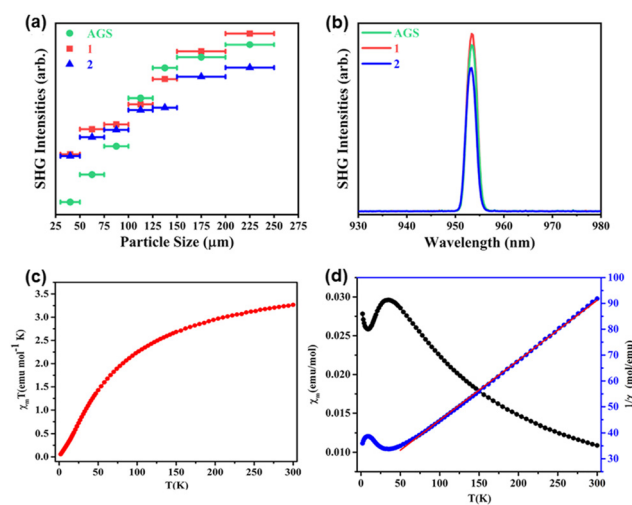 (a)
AGS
1
2
SHG Intensities (arb.)
25 50 75 100 125 150 175 200 225 250 275
Particle Size (μm)
(b)
AGS
1
2
SHG Intensities (arb.)
930 940 950 960 970 980
Wavelength (nm)
(c)
3.5
3.0
2.5
2.0
1.5
1.0
0.5
0.0
χmT(emu mol⁻¹ K)
0 50 100 150 200 250 300
T(K)
(d)
0.030
0.025
0.020
0.015
0.010
χm (emu/mol)
100
90
80
70
60
50
40
30
(mol/emu)
0 50 100 150 200 250 300
T(K)